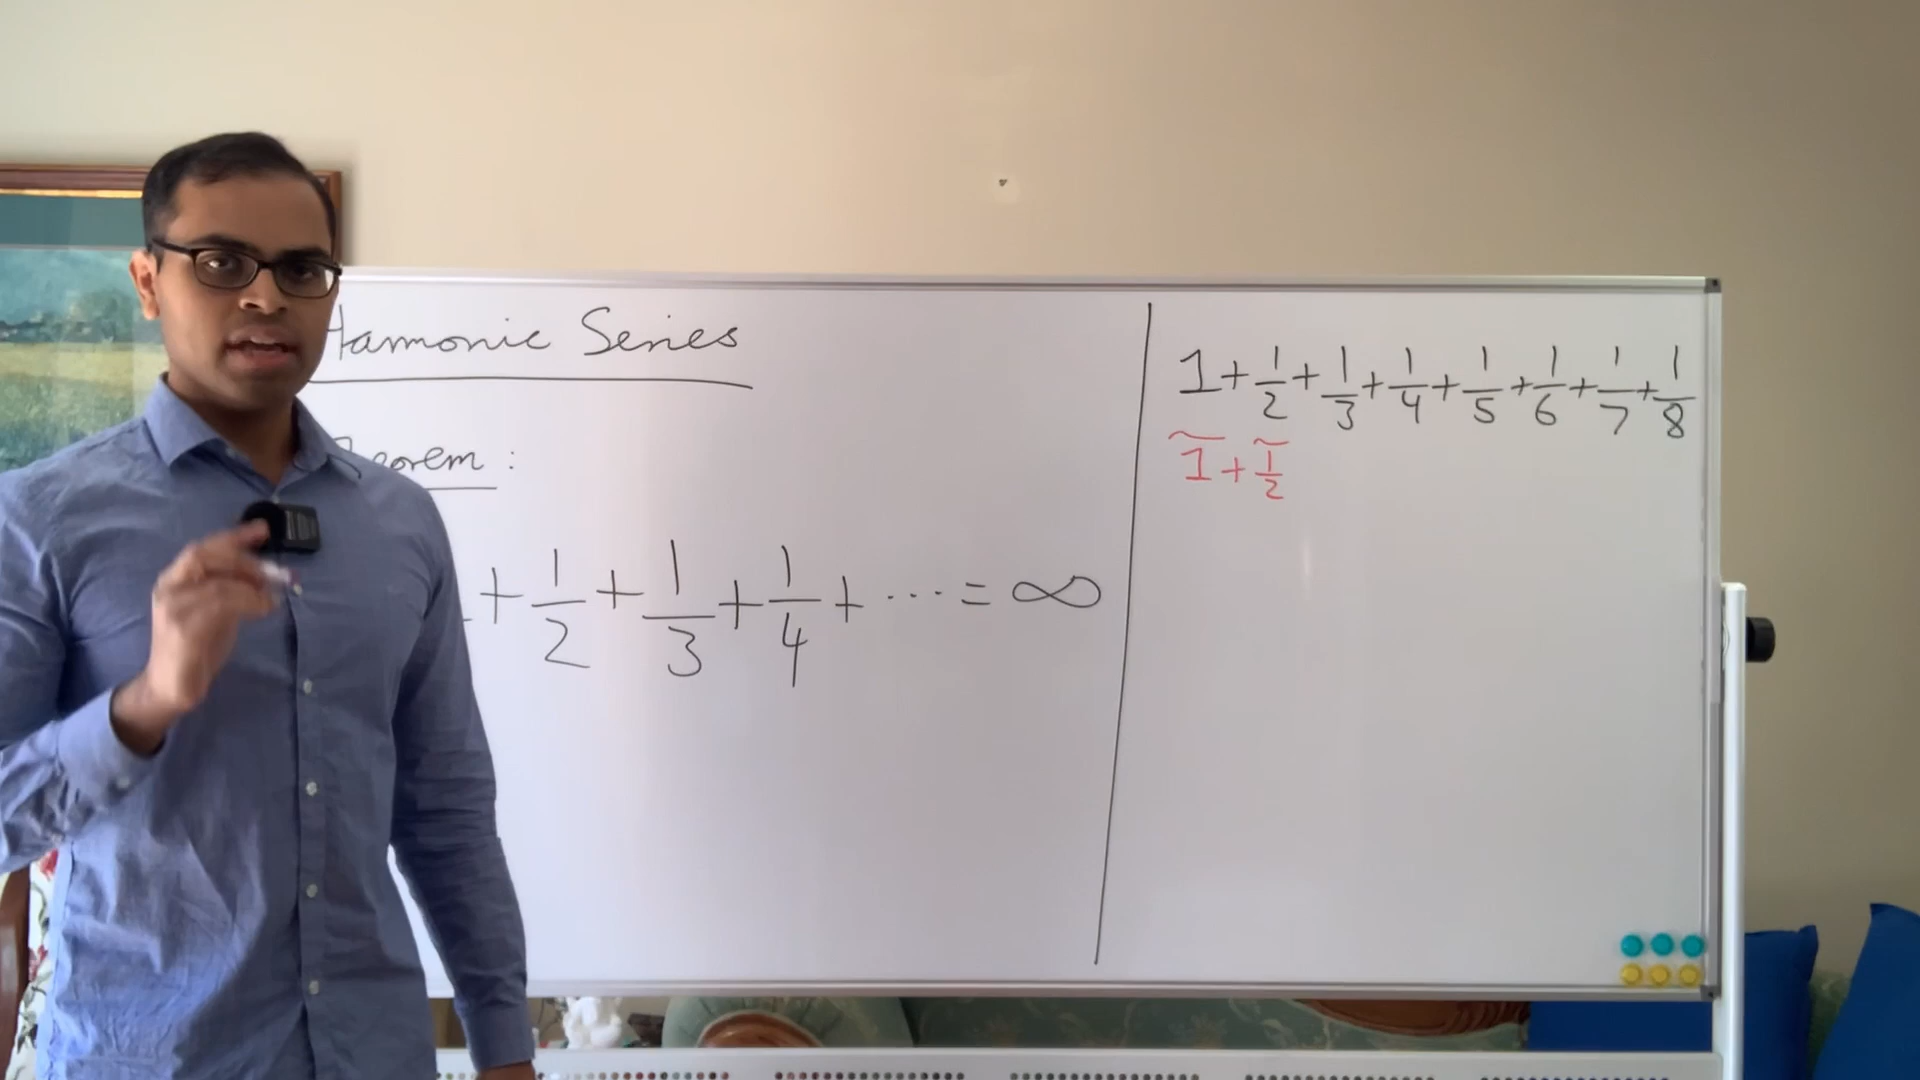 Harmonic Series
Theorem :
+ 1/2 + 1/3 + 1/4 + ... = ∞
1 + 1/2 + 1/3 + 1/4 + 1/5 + 1/6 + 1/7 + 1/8
1 + 1/2